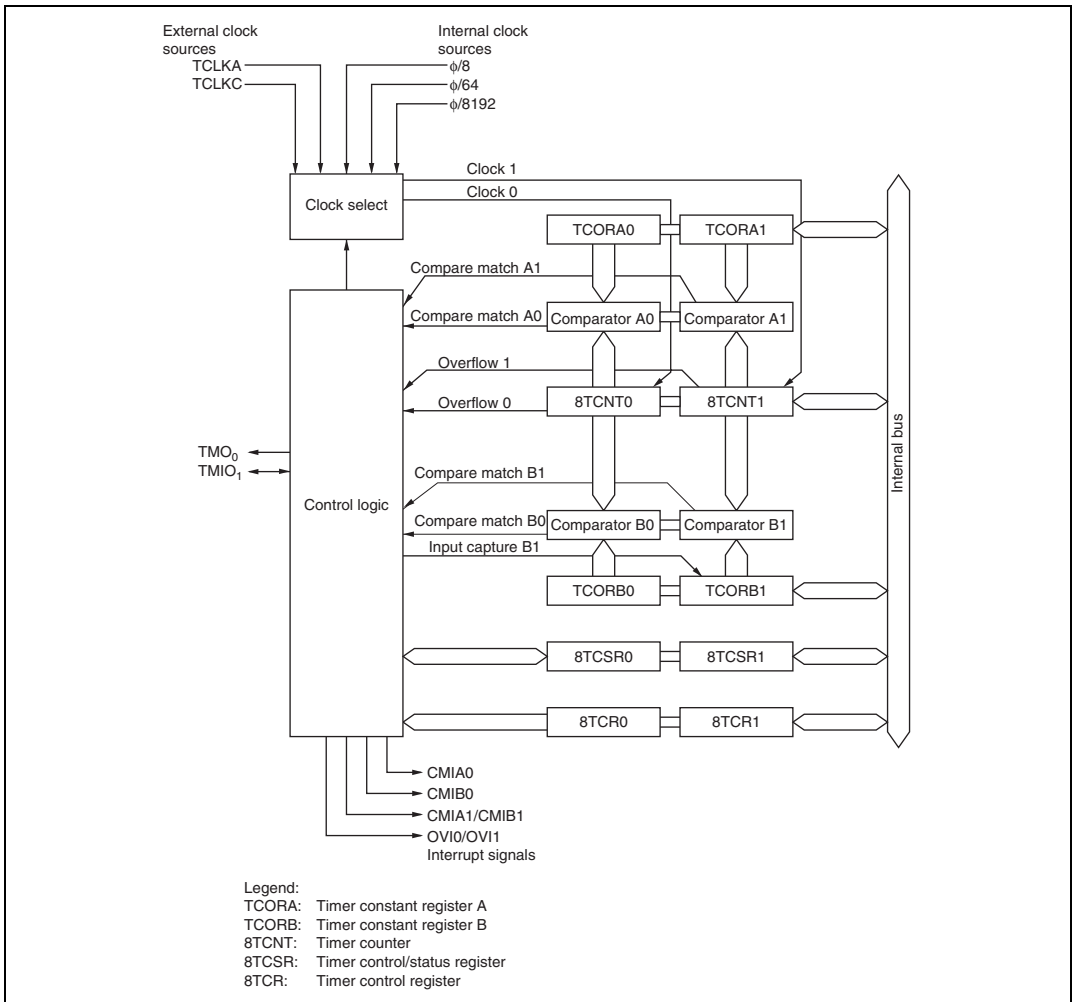 External clock
sources
TCLKA
TCLKC
Internal clock
sources
ϕ/8
ϕ/64
ϕ/8192
Clock 1
Clock 0
Clock select
TCORA0
TCORA1
Compare match A1
Compare match A0
Comparator A0
Comparator A1
Overflow 1
Overflow 0
8TCNT0
8TCNT1
TMO0
TMIO1
Control logic
Internal bus
Compare match B1
Compare match B0
Comparator B0
Comparator B1
Input capture B1
TCORB0
TCORB1
8TCSR0
8TCSR1
8TCR0
8TCR1
CMIA0
CMIB0
CMIA1/CMIB1
OVI0/OVI1
Interrupt signals
Legend:
TCORA: Timer constant register A
TCORB: Timer constant register B
8TCNT: Timer counter
8TCSR: Timer control/status register
8TCR: Timer control register